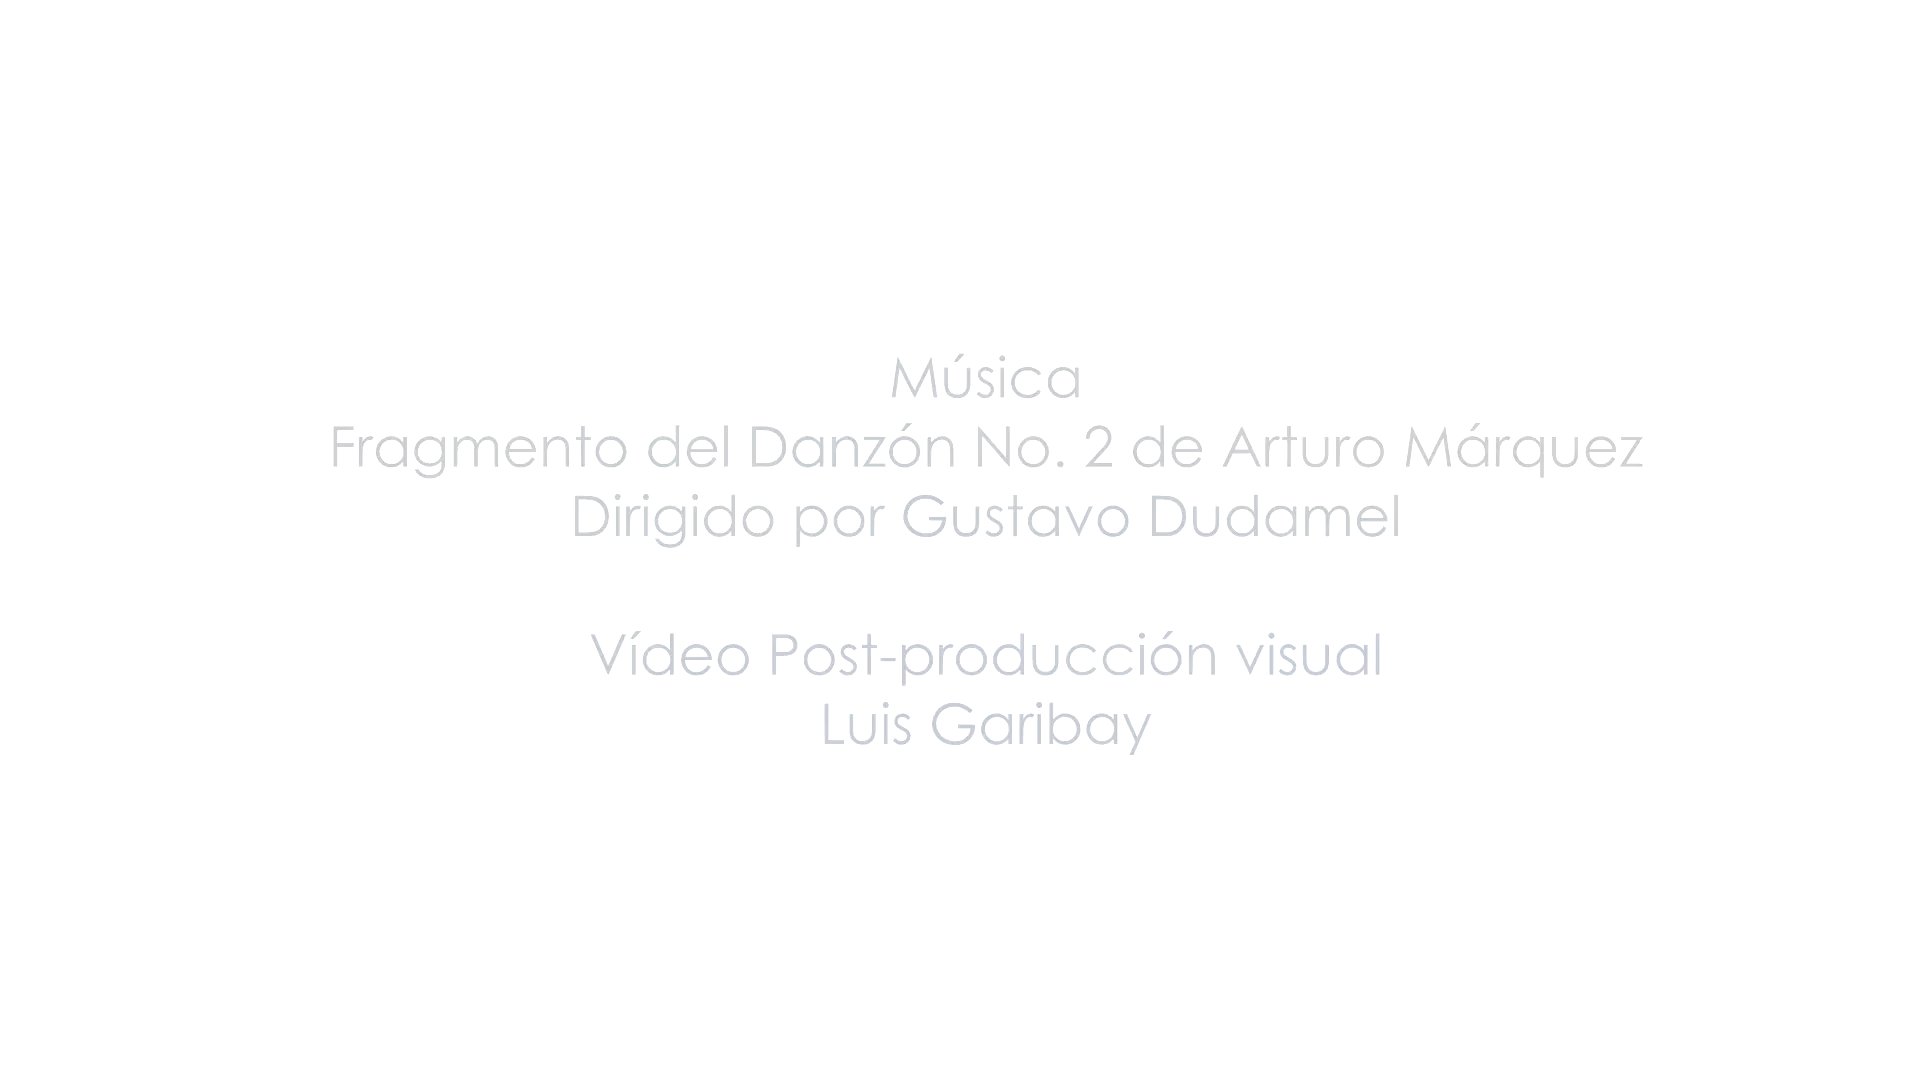 Música
Fragmento del Danzón No. 2 de Arturo Márquez
Dirigido por Gustavo Dudamel
Vídeo Post-producción visual
Luis Garibay